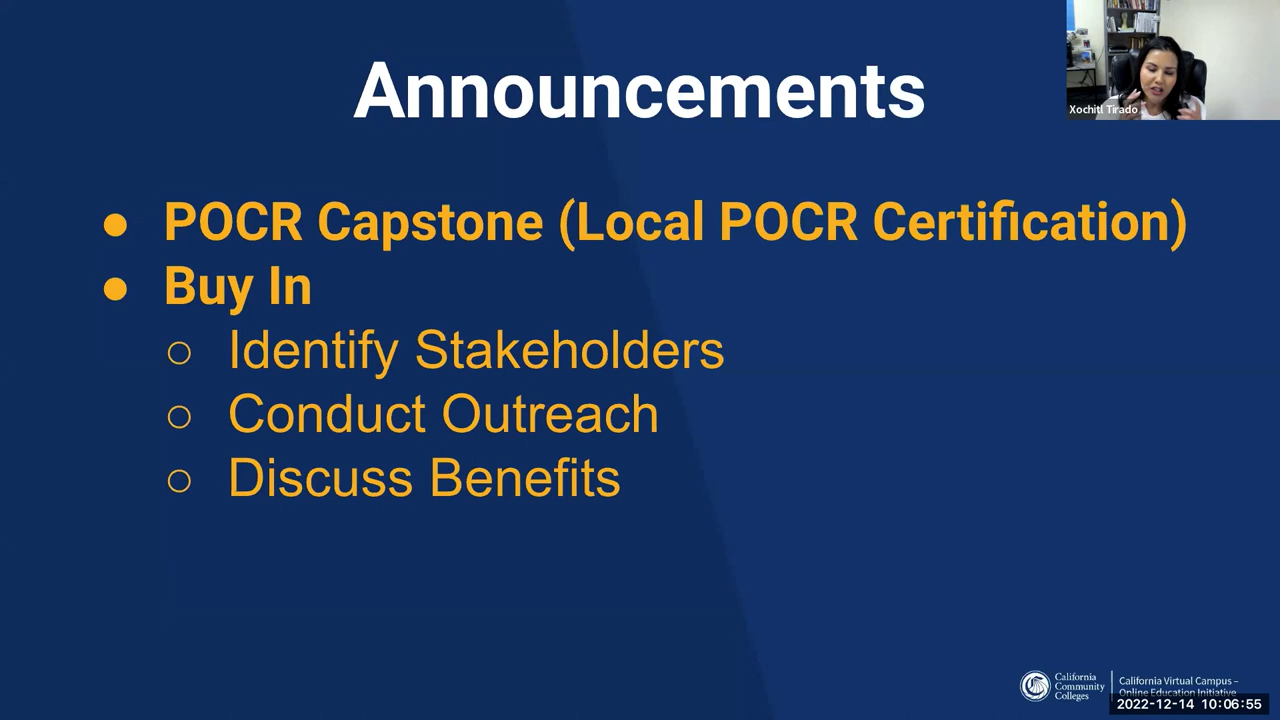 Announcements
Xochitl Tirado
● POCR Capstone (Local POCR Certification)
● Buy In
○ Identify Stakeholders
○ Conduct Outreach
○ Discuss Benefits
California
Community
Colleges
California Virtual Campus –
Online Education Initiative
2022-12-14 10:06:55